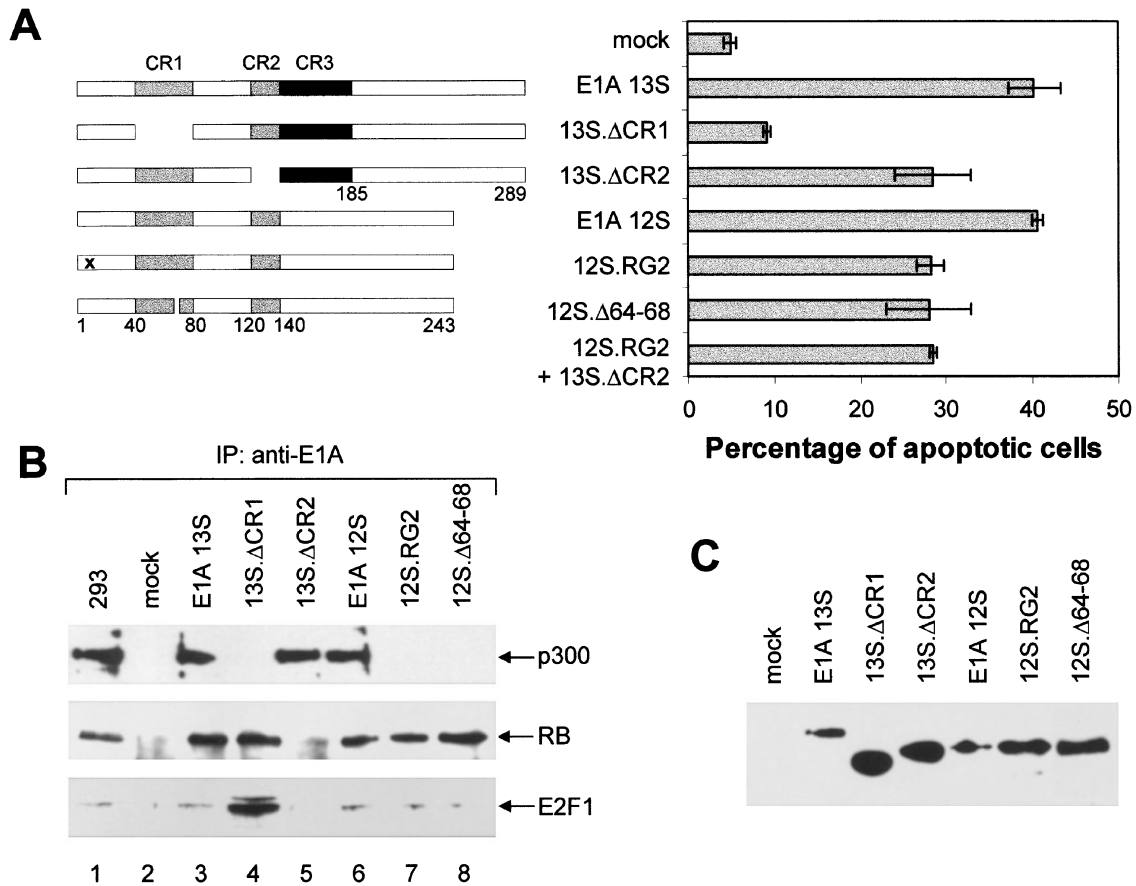 A
CR1 CR2 CR3
185 289
x
1 40 80 120 140 243
mock
E1A 13S
13S.ΔCR1
13S.ΔCR2
E1A 12S
12S.RG2
12S.Δ64-68
12S.RG2
+ 13S.ΔCR2
0 10 20 30 40 50
Percentage of apoptotic cells
B
IP: anti-E1A
293
mock
E1A 13S
13S.ΔCR1
13S.ΔCR2
E1A 12S
12S.RG2
12S.Δ64-68
p300
RB
E2F1
1 2 3 4 5 6 7 8
C
mock
E1A 13S
13S.ΔCR1
13S.ΔCR2
E1A 12S
12S.RG2
12S.Δ64-68